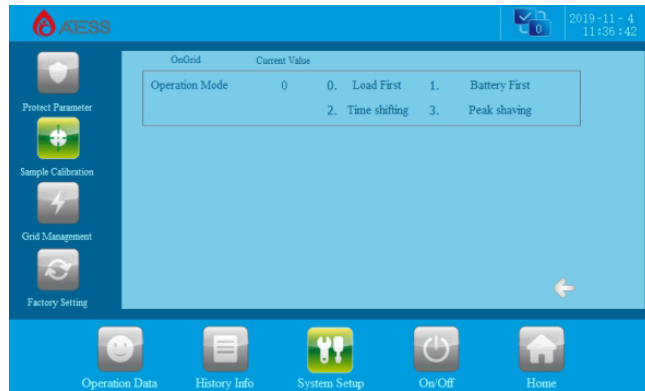 ATESS
0
2019-11-4
11:36:42
OnGrid Current Value
Operation Mode 0 0. Load First 1. Battery First
2. Time shifting 3. Peak shaving
Protect Parameter
Sample Calibration
Grid Management
Factory Setting
Operation Data History Info System Setup On/Off Home